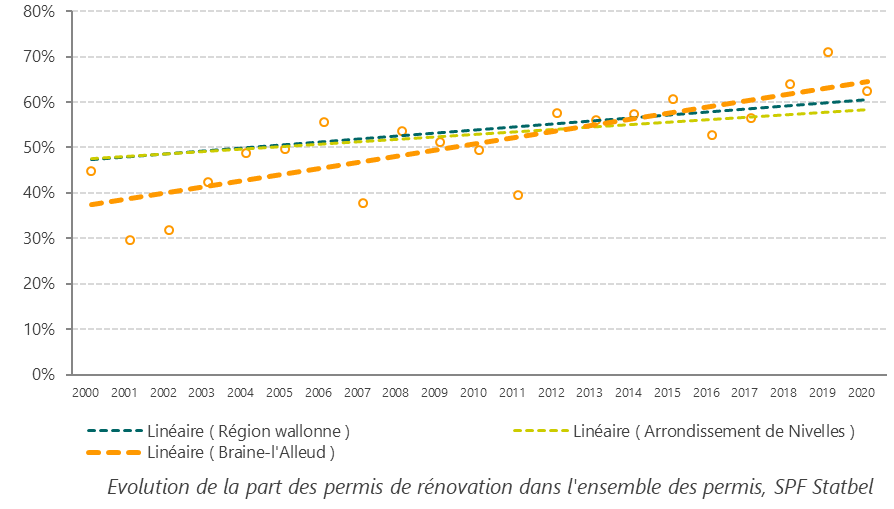 80%
70%
60%
50%
40%
30%
20%
10%
0%
2000 2001 2002 2003 2004 2005 2006 2007 2008 2009 2010 2011 2012 2013 2014 2015 2016 2017 2018 2019 2020
Linéaire ( Région wallonne ) Linéaire ( Arrondissement de Nivelles )
Linéaire ( Braine-l'Alleud )
Evolution de la part des permis de rénovation dans l'ensemble des permis, SPF Statbel